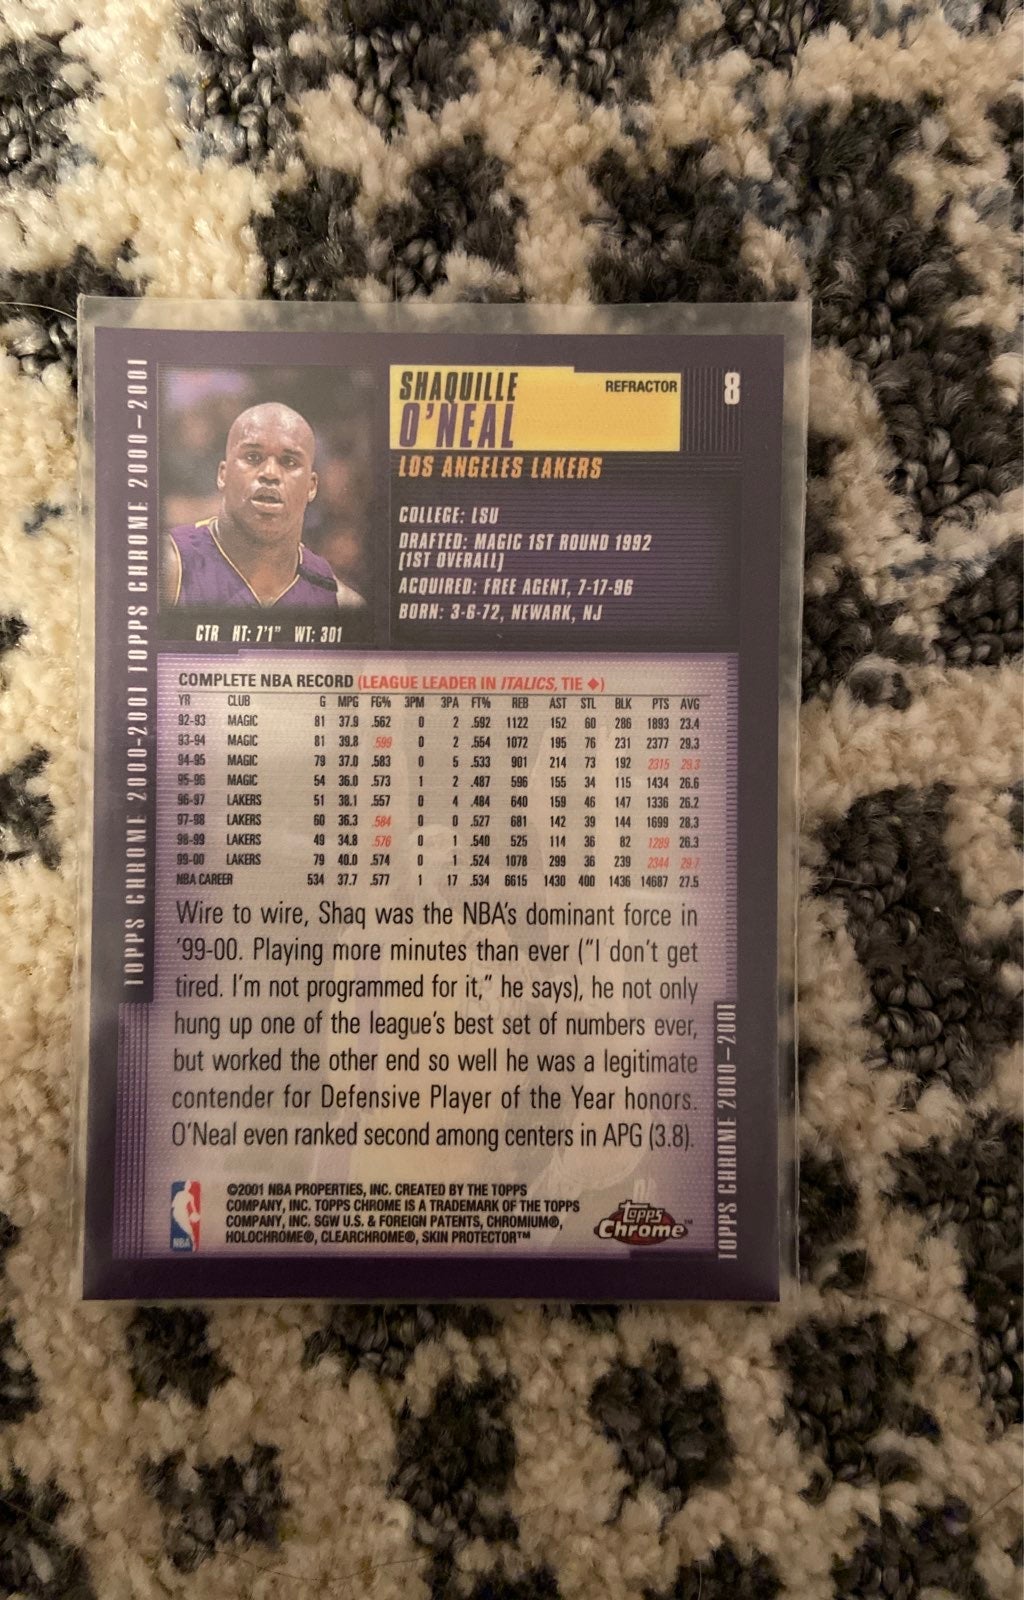 TOPPS CHROME 2000-2001 TOPPS CHROME 2000-2001
SHAQUILLE
O'NEAL
REFRACTOR
8
LOS ANGELES LAKERS
COLLEGE: LSU
DRAFTED: MAGIC 1ST ROUND 1992
(1ST OVERALL)
ACQUIRED: FREE AGENT, 7-17-96
BORN: 3-6-72, NEWARK, NJ
CTR HT: 7'1" WT: 301
COMPLETE NBA RECORD (LEAGUE LEADER IN ITALICS, TIE ◆)
YR CLUB G MPG FG% 3PM 3PA FT% REB AST STL BLK PTS AVG
92-93 MAGIC 81 37.9 .562 0 2 .592 1122 152 60 286 1893 23.4
93-94 MAGIC 81 39.8 .599 0 2 .554 1072 195 76 231 2377 29.3
94-95 MAGIC 79 37.0 .583 0 5 .533 901 214 73 192 2315 29.3
95-96 MAGIC 54 36.0 .573 1 2 .487 596 155 34 115 1434 26.6
96-97 LAKERS 51 38.1 .557 0 4 .484 640 159 46 147 1336 26.2
97-98 LAKERS 60 36.3 .584 0 0 .527 681 142 39 144 1699 28.3
98-99 LAKERS 49 34.8 .576 0 1 .540 525 114 36 82 1289 26.3
99-00 LAKERS 79 40.0 .574 0 1 .524 1078 299 36 239 2344 29.7
NBA CAREER 534 37.7 .577 1 17 .534 6615 1430 400 1436 14687 27.5
Wire to wire, Shaq was the NBA's dominant force in
'99-00. Playing more minutes than ever ("I don't get
tired. I'm not programmed for it," he says), he not only
hung up one of the league's best set of numbers ever,
but worked the other end so well he was a legitimate
contender for Defensive Player of the Year honors.
O'Neal even ranked second among centers in APG (3.8).
TOPPS CHROME 2000-2001
NBA
©2001 NBA PROPERTIES, INC. CREATED BY THE TOPPS
COMPANY, INC. TOPPS CHROME IS A TRADEMARK OF THE TOPPS
COMPANY, INC. SGW U.S. & FOREIGN PATENTS, CHROMIUM®,
HOLOCHROME®, CLEARCHROME®, SKIN PROTECTOR™
Topps
Chrome™